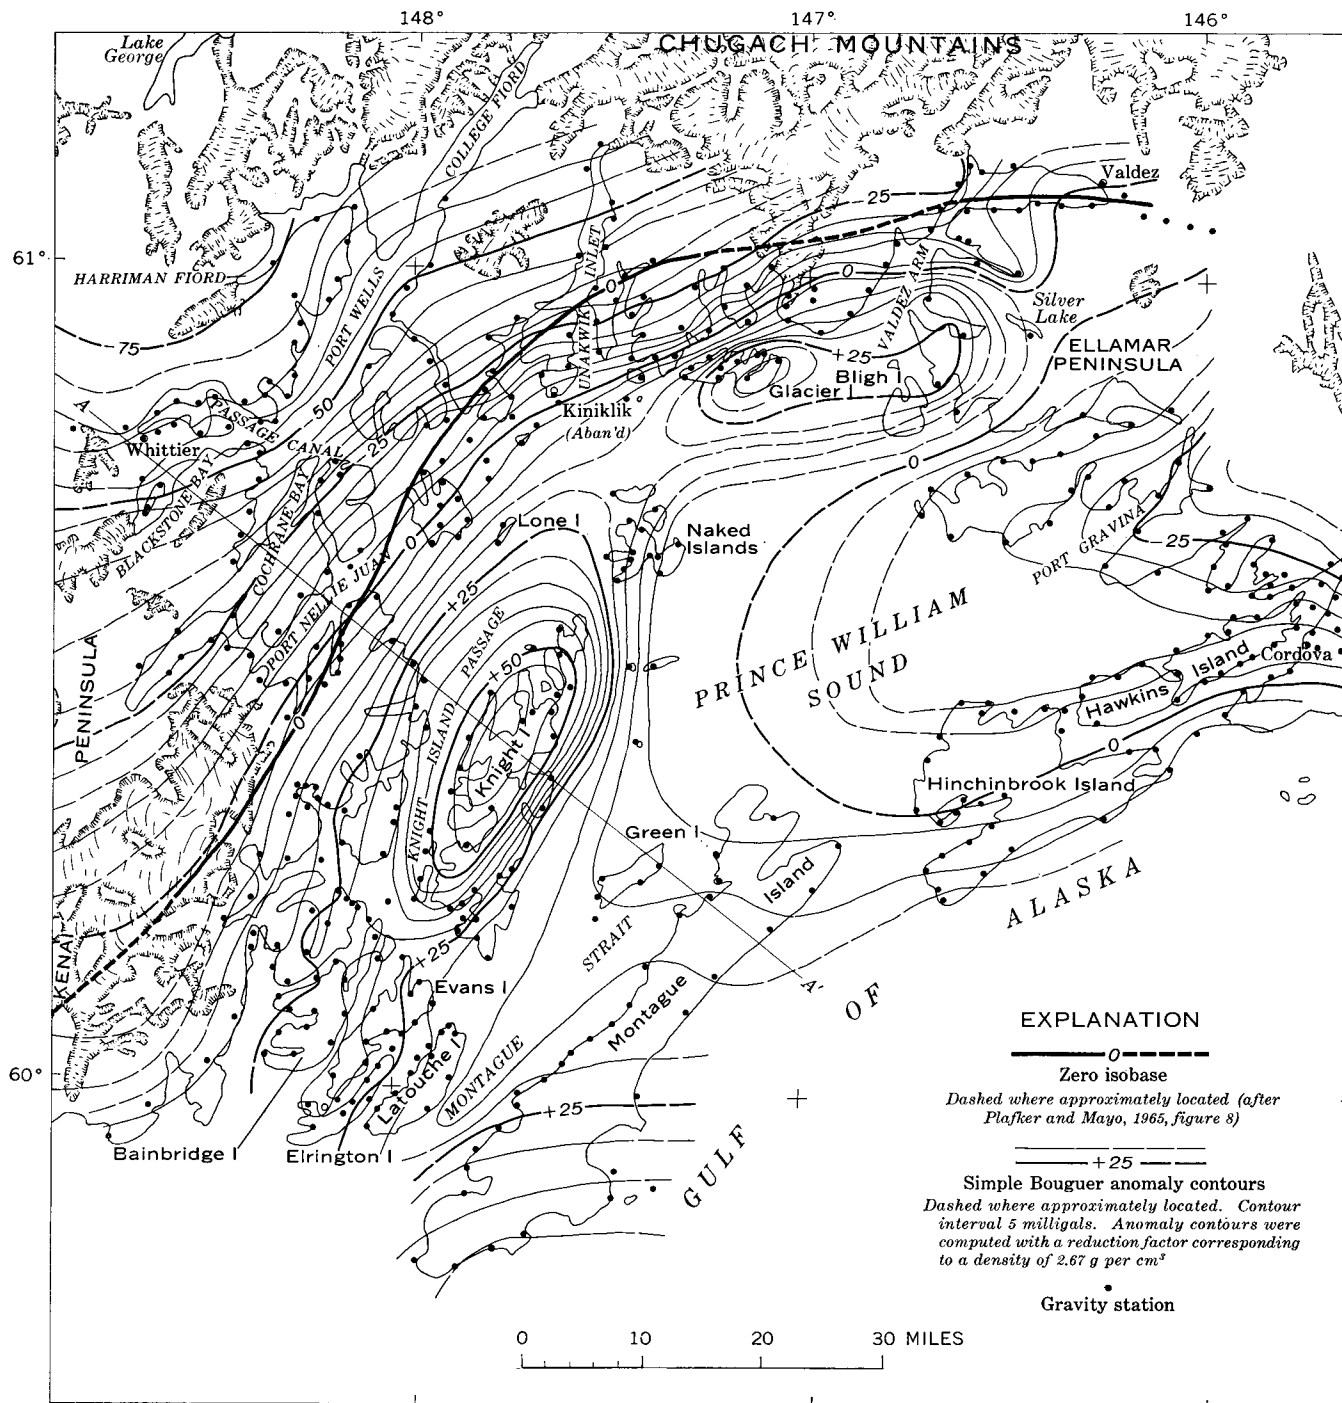 148°
147°
146°
Lake
George
CHUGACH MOUNTAINS
COLLEGE FIORD
Valdez
25
61°
HARRIMAN FIORD
PORT WELLS
UNAKWIK INLET
0
0
VALDEZ ARM
Silver
Lake
75
+25
ELLAMAR
PENINSULA
Bligh I
Glacier I
A
PASSAGE CANAL
50
25
Kiniklik
(Aban'd)
Whittier
0
BLACKSTONE BAY
COCHRANE BAY
Lone I
Naked
Islands
PORT GRAVINA
25
0
PORT NELLIE JUAN
+25
PASSAGE
PRINCE WILLIAM
SOUND
+50
Cordova
Hawkins Island
KENAI PENINSULA
0
ISLAND
Knight I
0
Hinchinbrook Island
KNIGHT
Green I
Island
ALASKA
STRAIT
+25
A'
Evans I
Montague
OF
EXPLANATION
0
Zero isobase
60°
Latouche I
MONTAGUE
Dashed where approximately located (after
Plafker and Mayo, 1965, figure 8)
+25
GULF
Bainbridge I
Elrington I
+25
Simple Bouguer anomaly contours
Dashed where approximately located. Contour
interval 5 milligals. Anomaly contours were
computed with a reduction factor corresponding
to a density of 2.67 g per cm³
Gravity station
0 10 20 30 MILES